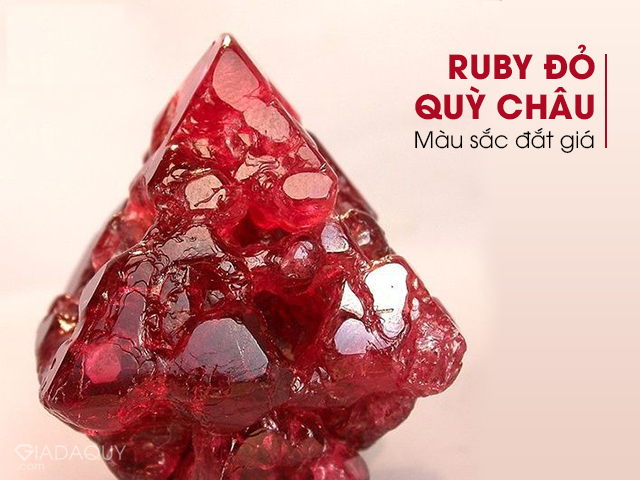 RUBY ĐỎ
QUỲ CHÂU
Màu sắc đắt giá
GIADAQUY
.com